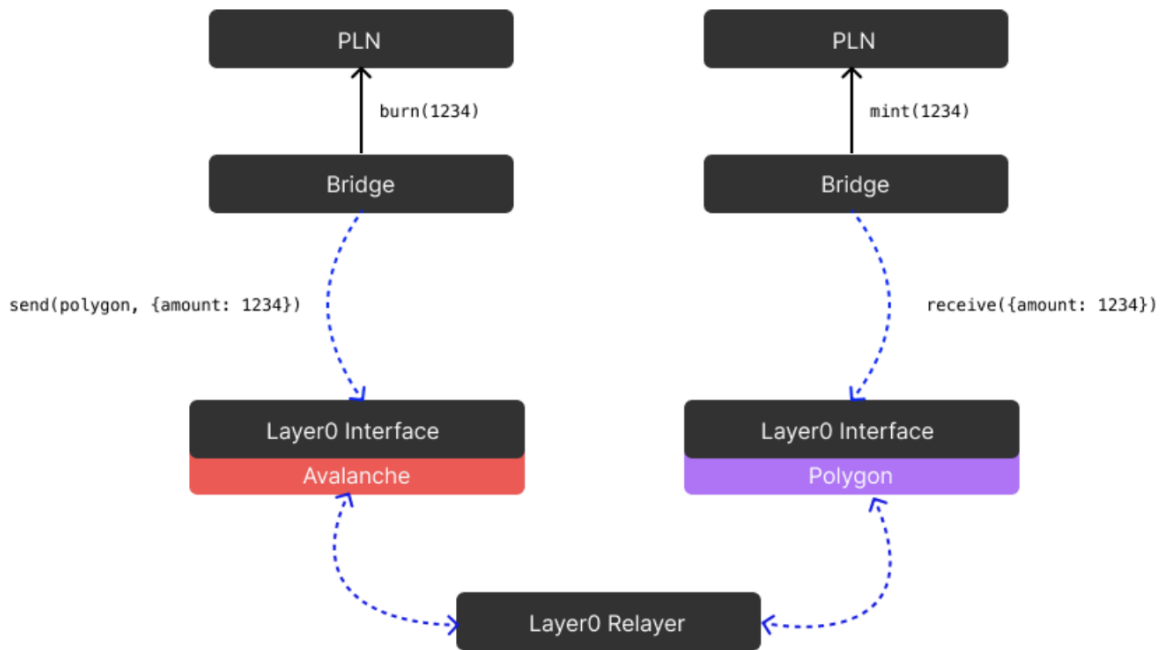 PLN
PLN
burn(1234)
mint(1234)
Bridge
Bridge
send(polygon, {amount: 1234})
receive({amount: 1234})
Layer0 Interface
Layer0 Interface
Avalanche
Polygon
Layer0 Relayer